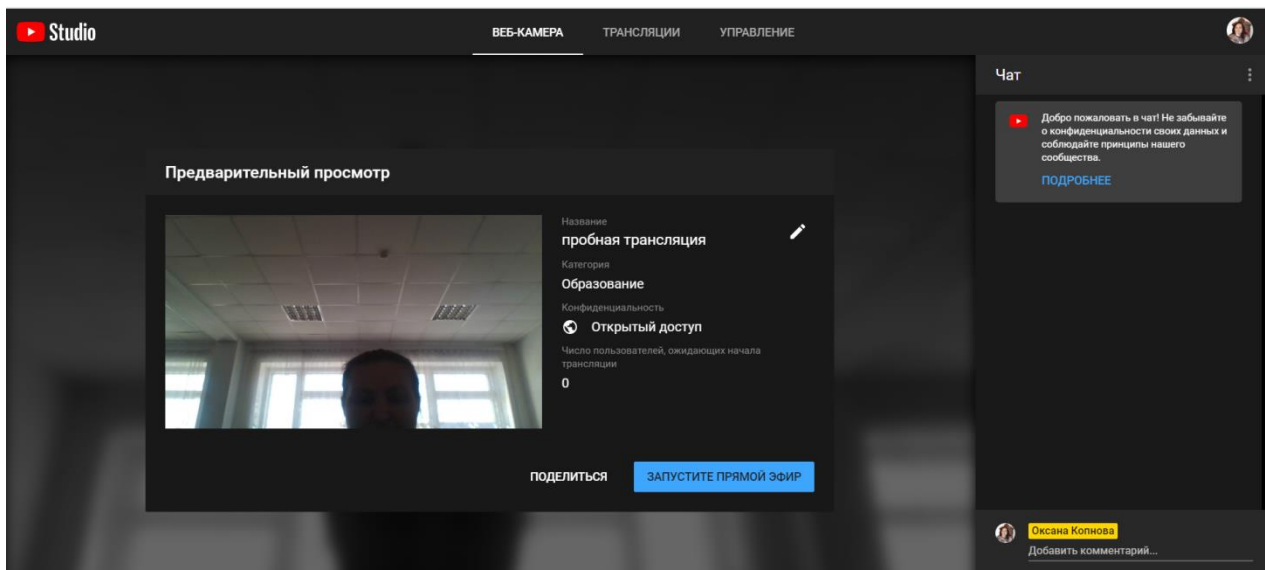 Studio
ВЕБ-КАМЕРА
ТРАНСЛЯЦИИ
УПРАВЛЕНИЕ
Предварительный просмотр
Название
пробная трансляция
Категория
Образование
Конфиденциальность
Открытый доступ
Число пользователей, ожидающих начала
трансляции
0
ПОДЕЛИТЬСЯ
ЗАПУСТИТЕ ПРЯМОЙ ЭФИР
Чат
Добро пожаловать в чат! Не забывайте
о конфиденциальности своих данных и
соблюдайте принципы нашего
сообщества.
ПОДРОБНЕЕ
Оксана Копнова
Добавить комментарий...